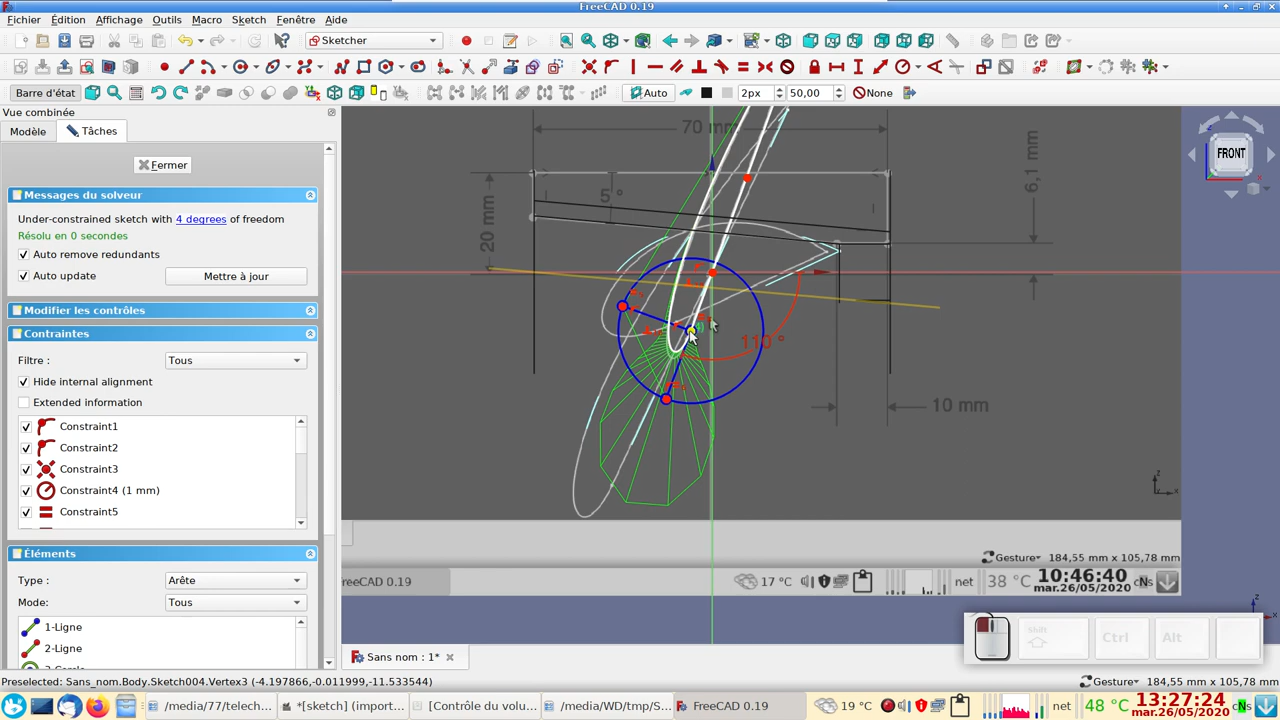 FreeCAD 0.19
Fichier Édition Affichage Outils Macro Sketch Fenêtre Aide
Sketcher
Barre d'état
Auto
2px
50,00
None
Vue combinée
Modèle
Tâches
Fermer
Messages du solveur
Under-constrained sketch with 4 degrees of freedom
Résolu en 0 secondes
Auto remove redundants
Auto update
Mettre à jour
Modifier les contrôles
Contraintes
Filtre :
Tous
Hide internal alignment
Extended information
Constraint1
Constraint2
Constraint3
Constraint4 (1 mm)
Constraint5
Éléments
Type :
Arête
Mode:
Tous
1-Ligne
2-Ligne
70 mm
5 °
20 mm
6,1 mm
110 °
10 mm
FRONT
Gesture
184,55 mm x 105,78 mm
reeCAD 0.19
17 °C
net
38 °C
10:46:40
mar.26/05/2020
cNs
Shift
Ctrl
Alt
Sans nom : 1*
Preselected: Sans_nom.Body.Sketch004.Vertex3 (-4.197866,-0.011999,-11.533544)
Gesture
184,55 mm x 105,78 mm
/media/77/telech...
*[sketch] (impor...
[Contrôle du volu...
/média/WD/tmp/S...
FreeCAD 0.19
19 °C
net
48 °C
13:27:24
mar.26/05/2020
cNs